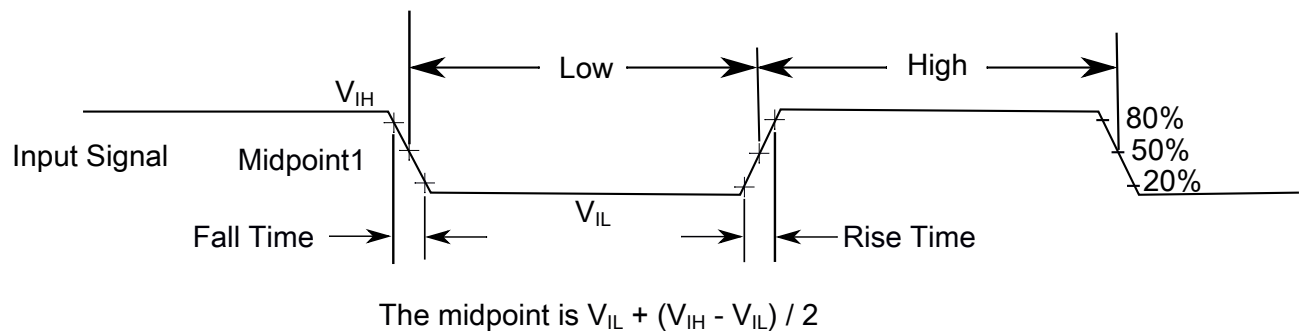 Low
High
V_IH
80%
Input Signal
Midpoint1
50%
20%
V_IL
Fall Time
Rise Time
The midpoint is V_IL + (V_IH - V_IL) / 2